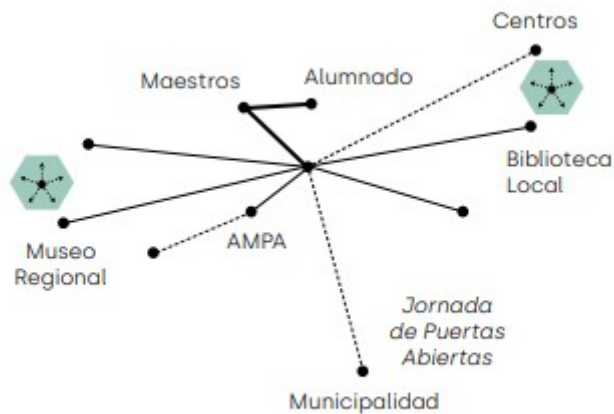 Centros
Maestros
Alumnado
Biblioteca
Local
AMPA
Museo
Regional
Jornada
de Puertas
Abiertas
Municipalidad